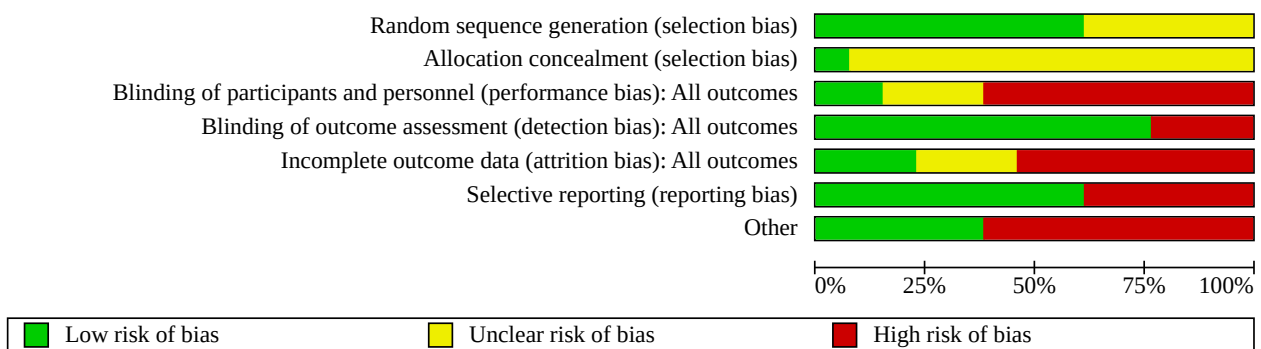 Random sequence generation (selection bias)
Allocation concealment (selection bias)
Blinding of participants and personnel (performance bias): All outcomes
Blinding of outcome assessment (detection bias): All outcomes
Incomplete outcome data (attrition bias): All outcomes
Selective reporting (reporting bias)
Other
0% 25% 50% 75% 100%
Low risk of bias Unclear risk of bias High risk of bias